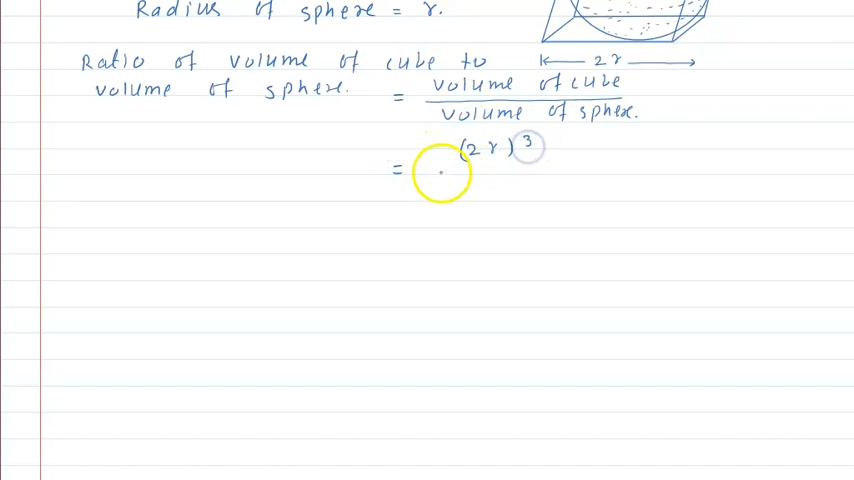 Radius of sphere = r.
Ratio of volume of cube to
volume of sphere. = volume of cube
volume of sphere.
2r
= (2r)³